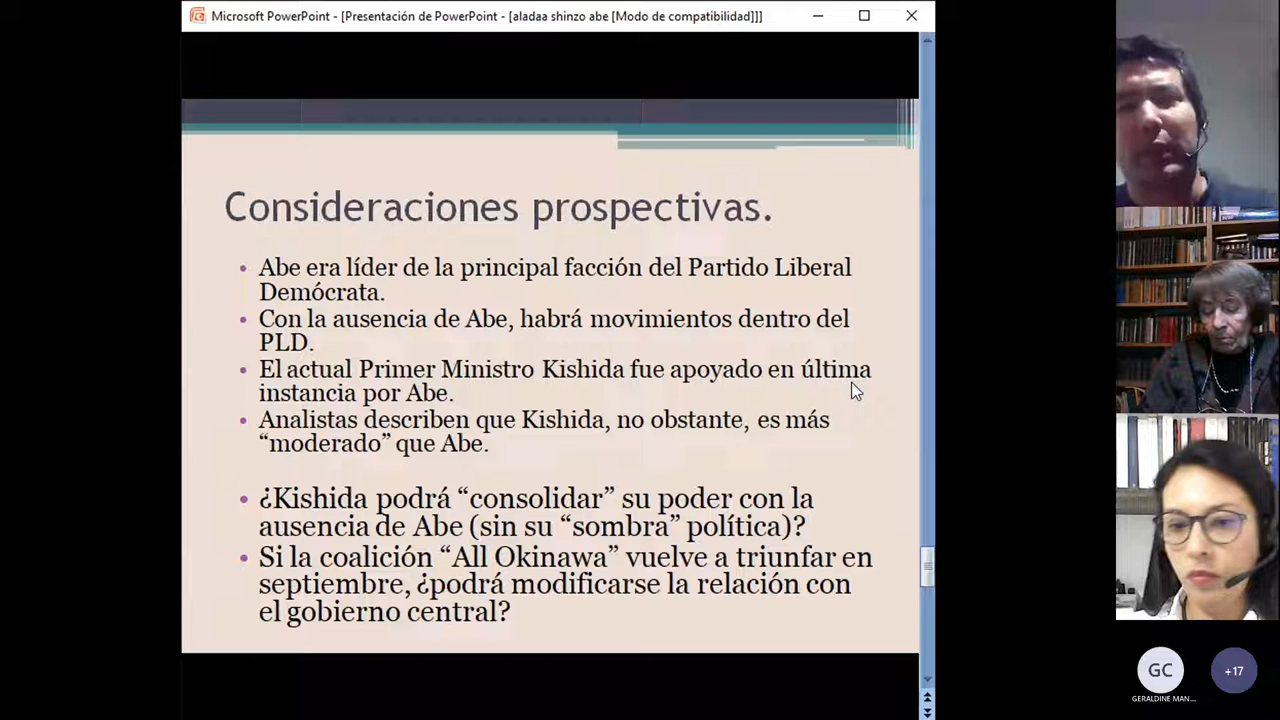 Microsoft PowerPoint - [Presentación de PowerPoint - [aladaa shinzo abe [Modo de compatibilidad]]]
Consideraciones prospectivas.
• Abe era líder de la principal facción del Partido Liberal
Demócrata.
• Con la ausencia de Abe, habrá movimientos dentro del
PLD.
• El actual Primer Ministro Kishida fue apoyado en última
instancia por Abe.
• Analistas describen que Kishida, no obstante, es más
“moderado” que Abe.
• ¿Kishida podrá “consolidar” su poder con la
ausencia de Abe (sin su “sombra” política)?
• Si la coalición “All Okinawa” vuelve a triunfar en
septiembre, ¿podrá modificarse la relación con
el gobierno central?
GC
+17
GERALDINE MAN...